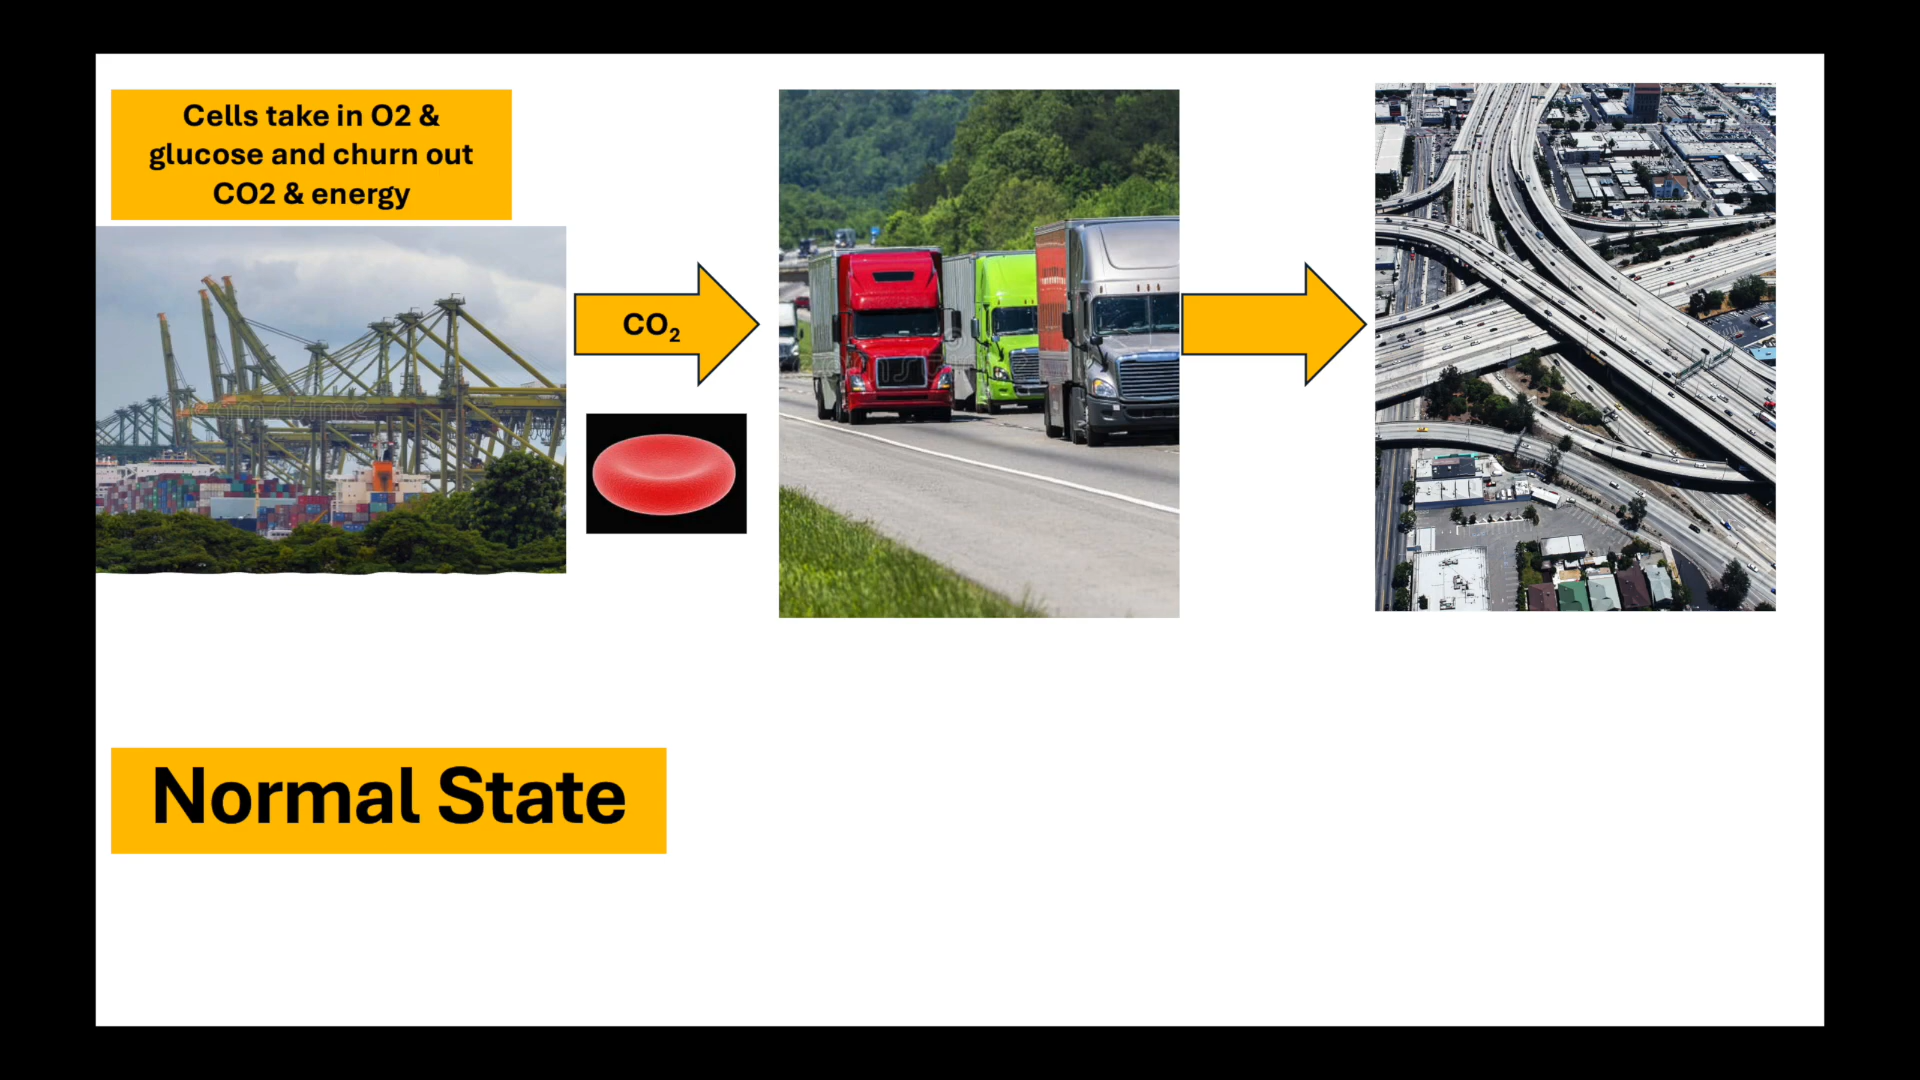 Cells take in O2 &
glucose and churn out
CO2 & energy
CO₂
Normal State